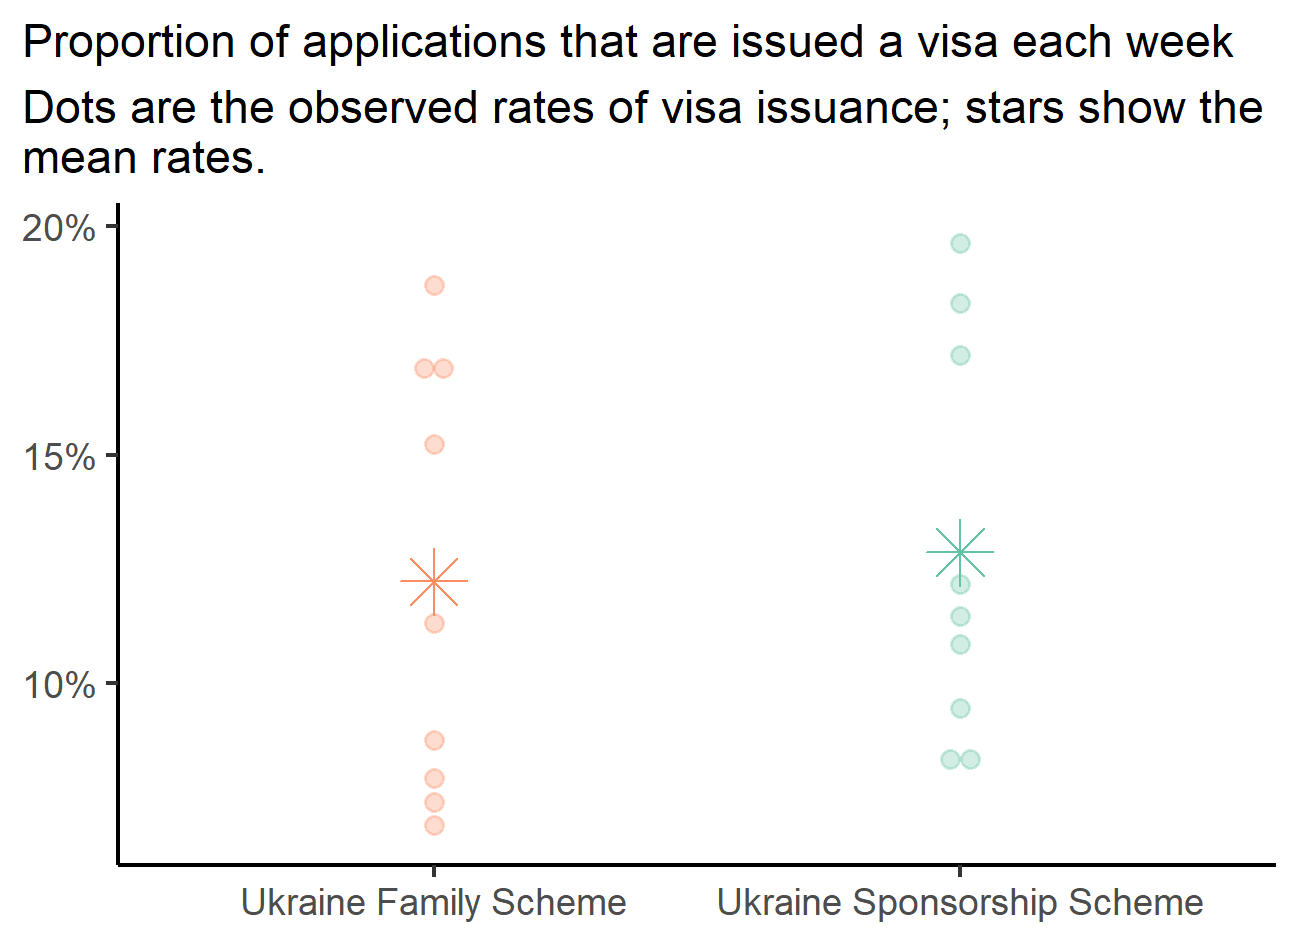 Proportion of applications that are issued a visa each week
Dots are the observed rates of visa issuance; stars show the
mean rates.
20%
15%
10%
Ukraine Family Scheme
Ukraine Sponsorship Scheme